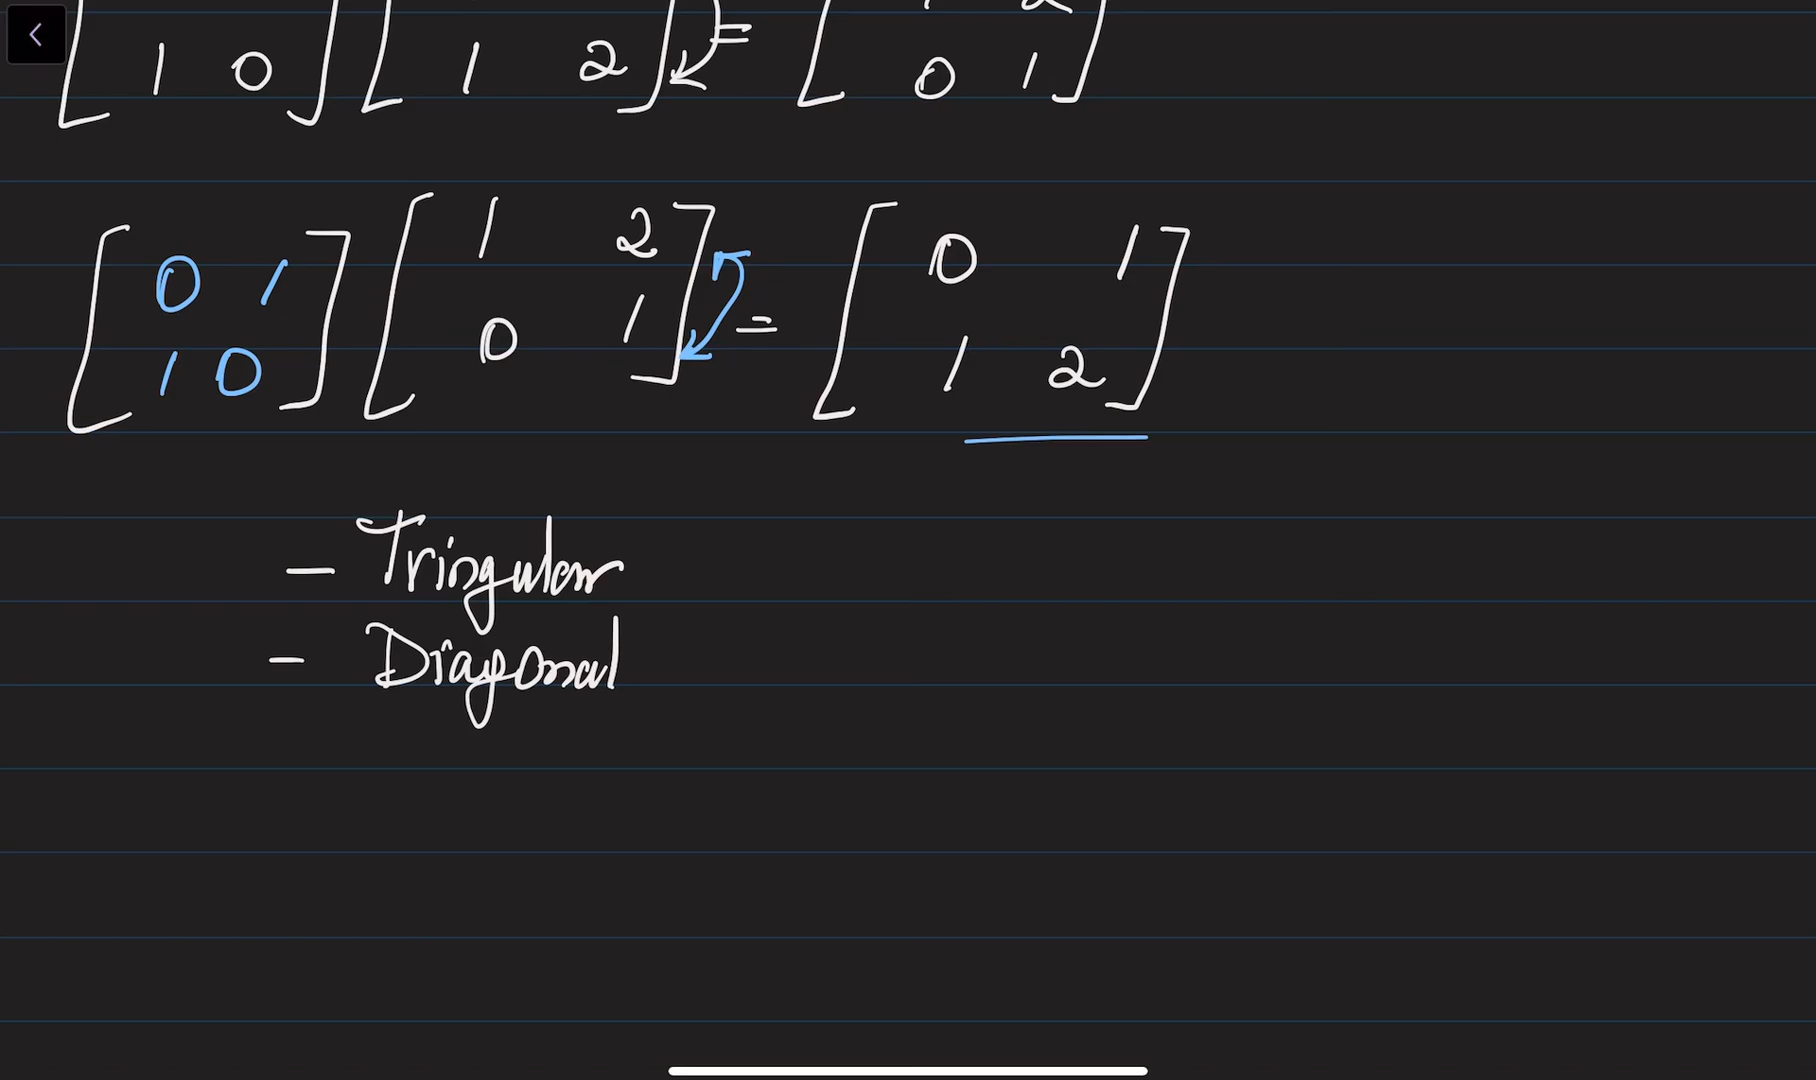 [1 0] [1 2] = [0 1]
[0 1] [1 2] = [0 1]
[1 0] [0 1] [1 2]
- Tringular
- Diagonal